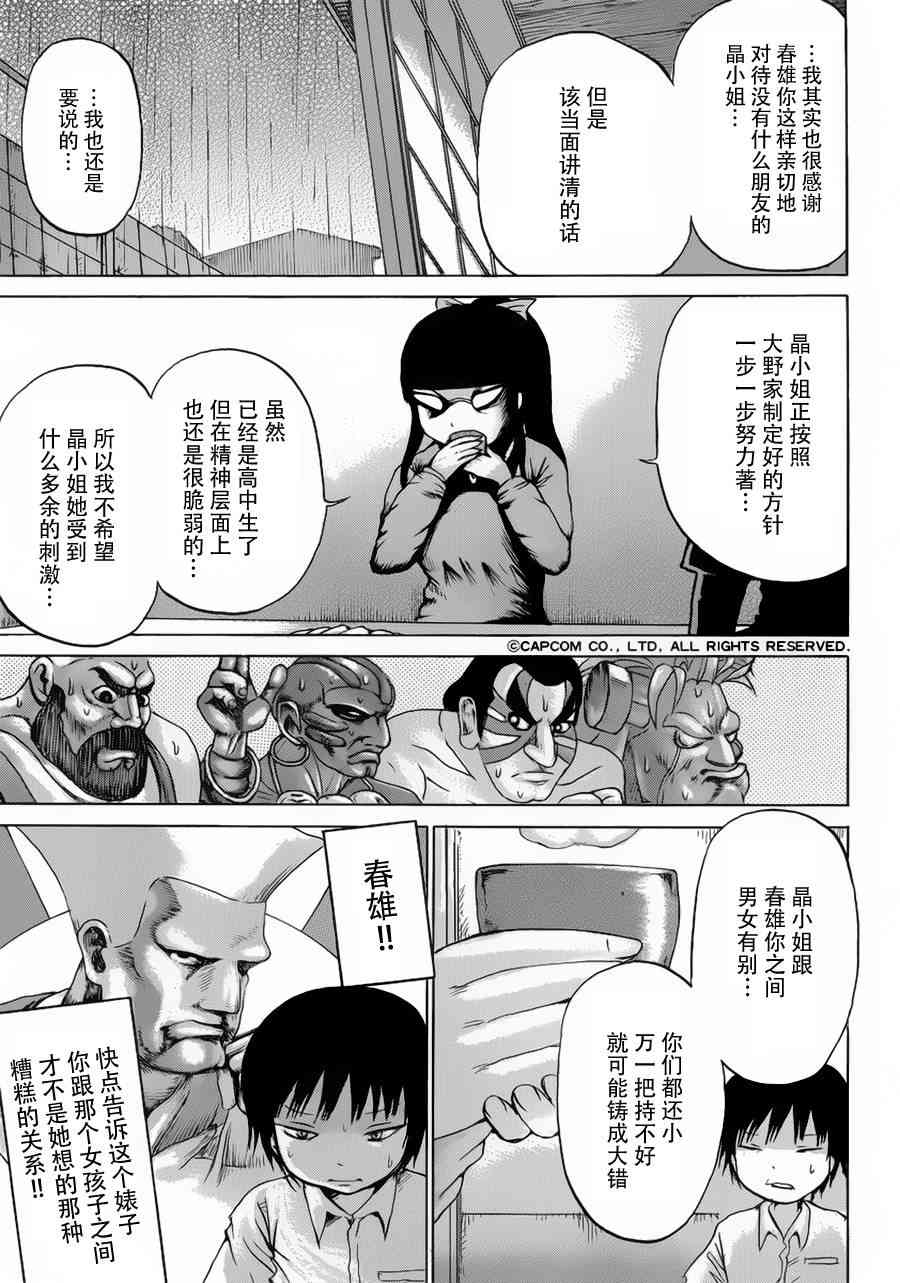 …我其实也很感谢
春雄你这样亲切地
对待没有什么朋友的
晶小姐…
但是
该当面讲清的话
…我也还是
要说的…
晶小姐正按照
大野家制定好的方针
一步一步努力著…
虽然
已经是高中生了
但在精神层面上
也还是很脆弱的…
所以我不希望
晶小姐她受到
什么多余的刺激…
©CAPCOM CO., LTD, ALL RIGHTS RESERVED.
晶小姐跟
春雄你之间
男女有别…
你们都还小
万一把持不好
就可能铸成大错
春雄!!
快点告诉这个婊子
你跟那个女孩子之间
才不是她想的那种
糟糕的关系!!